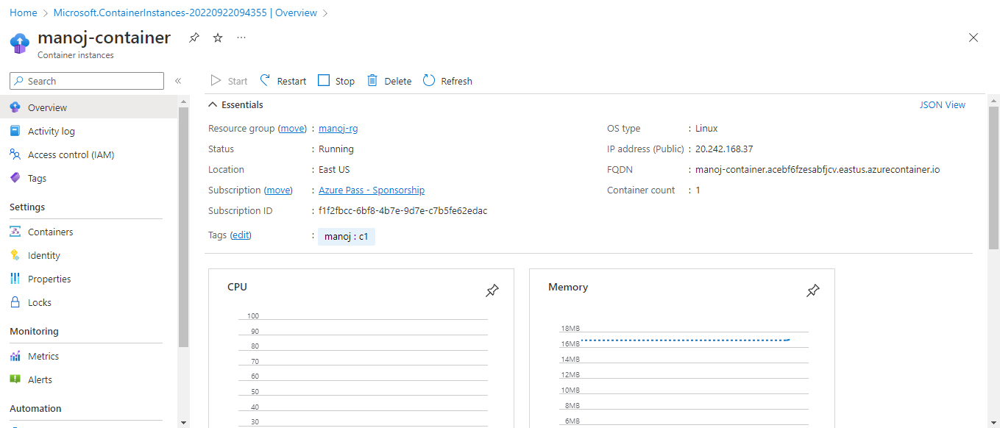 Home > Microsoft.ContainerInstances-20220922094355 | Overview >
manoj-container ...
Container instances
Search «
Start Restart Stop Delete Refresh
Overview
Activity log
Access control (IAM)
Tags
Settings
Containers
Identity
Properties
Locks
Monitoring
Metrics
Alerts
Automation
Essentials JSON View
Resource group (move) : manoj-rg
Status : Running
Location : East US
Subscription (move) : Azure Pass - Sponsorship
Subscription ID : f1f2fbcc-6bf8-4b7e-9d7e-c7b5fe62edac
Tags (edit) : manoj : c1
OS type : Linux
IP address (Public) : 20.242.168.37
FQDN : manoj-container.acebf6fzesabfjcv.eastus.azurecontainer.io
Container count : 1
CPU
100
90
80
70
60
50
40
30
Memory
18MB
16MB
14MB
12MB
10MB
8MB
6MB